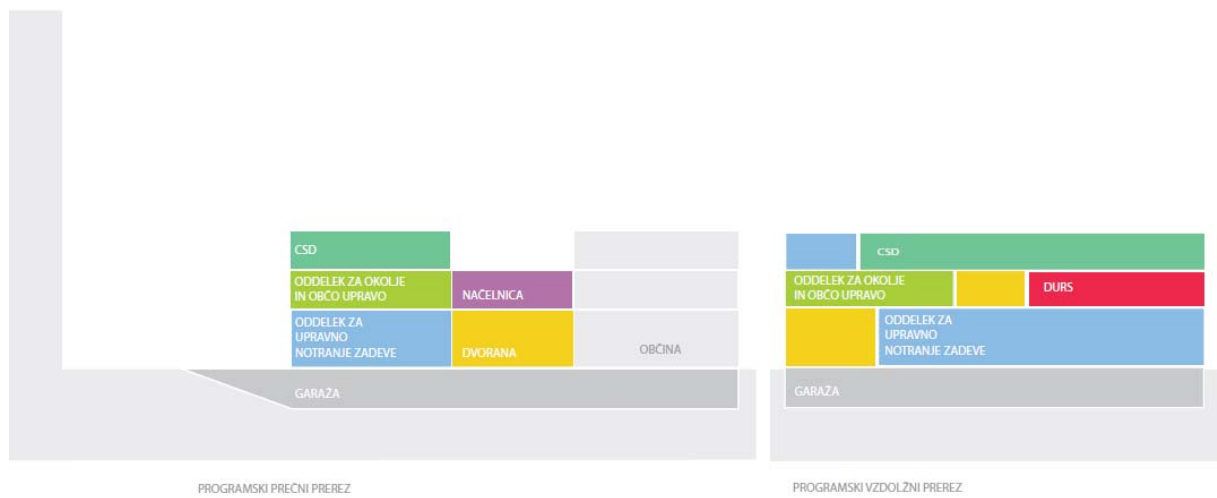 CSD
ODDELEK ZA OKOLJE
IN OBČO UPRAVO
NAČELNICA
ODDELEK ZA
UPRAVNO
NOTRANJE ZADEVE
DVORANA
OBČINA
GARAŽA
PROGRAMSKI PREČNI PREREZ
CSD
ODDELEK ZA OKOLJE
IN OBČO UPRAVO
DURS
ODDELEK ZA
UPRAVNO
NOTRANJE ZADEVE
GARAŽA
PROGRAMSKI VZDOLŽNI PREREZ